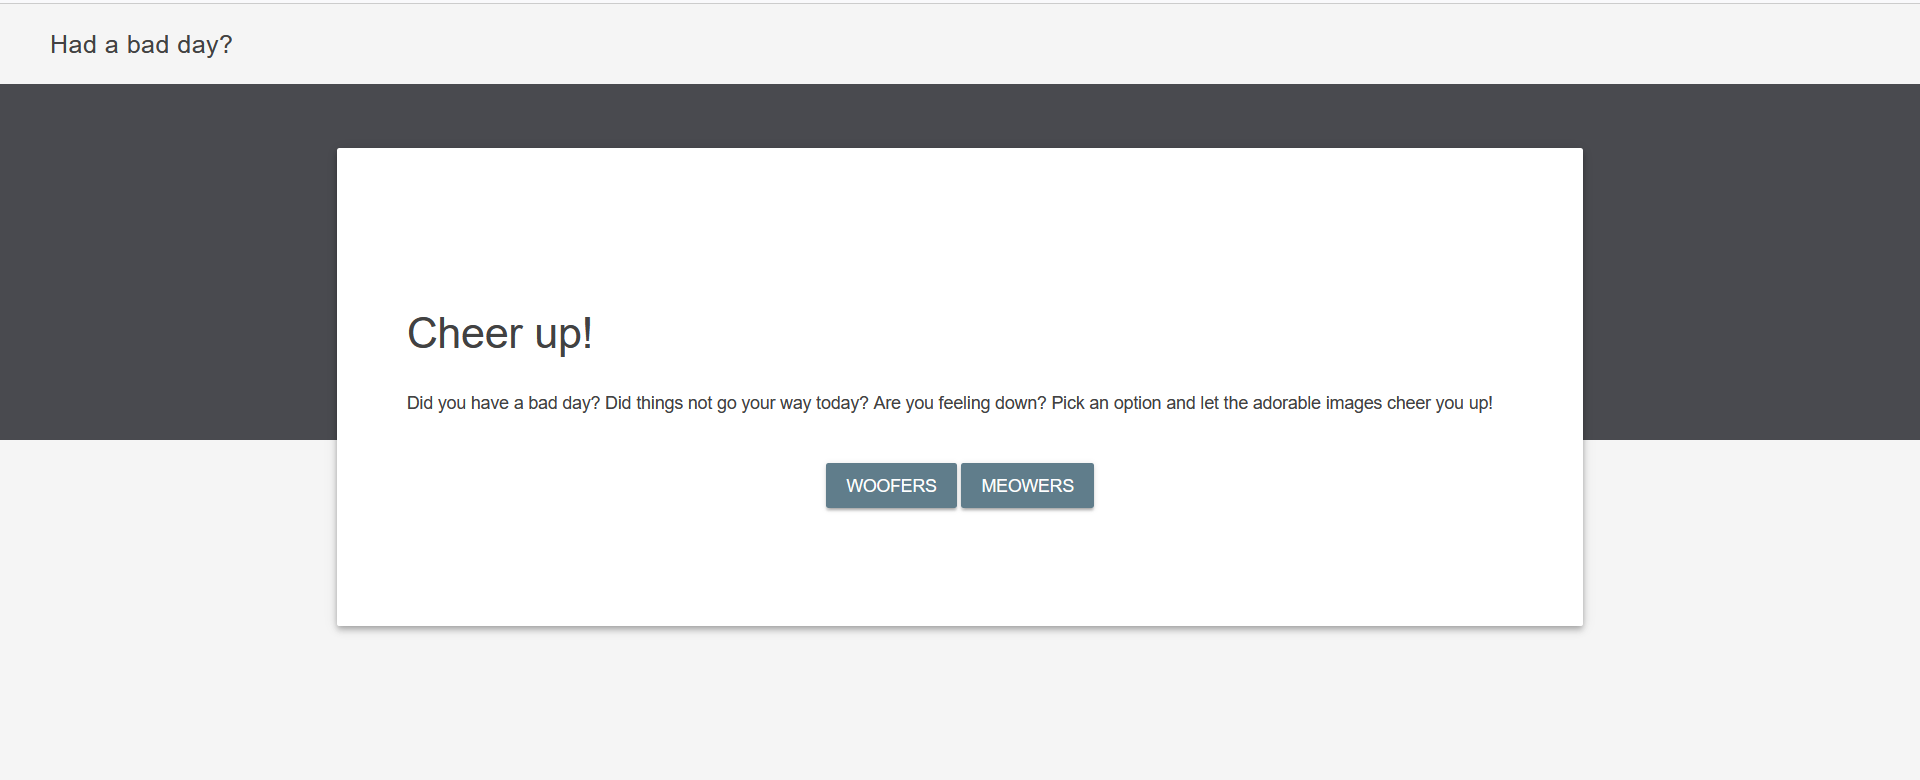 Had a bad day?
Cheer up!
Did you have a bad day? Did things not go your way today? Are you feeling down? Pick an option and let the adorable images cheer you up!
WOOFERS MEOWERS